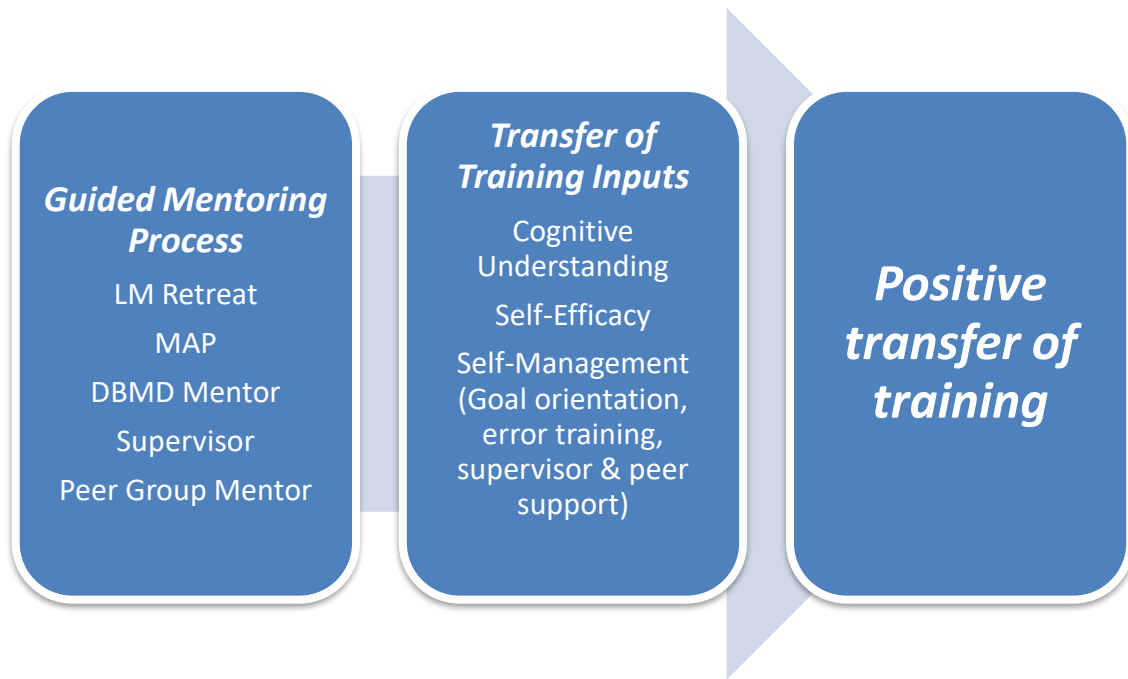 Guided Mentoring
Process
LM Retreat
MAP
DBMD Mentor
Supervisor
Peer Group Mentor
Transfer of
Training Inputs
Cognitive
Understanding
Self-Efficacy
Self-Management
(Goal orientation,
error training,
supervisor & peer
support)
Positive
transfer of
training